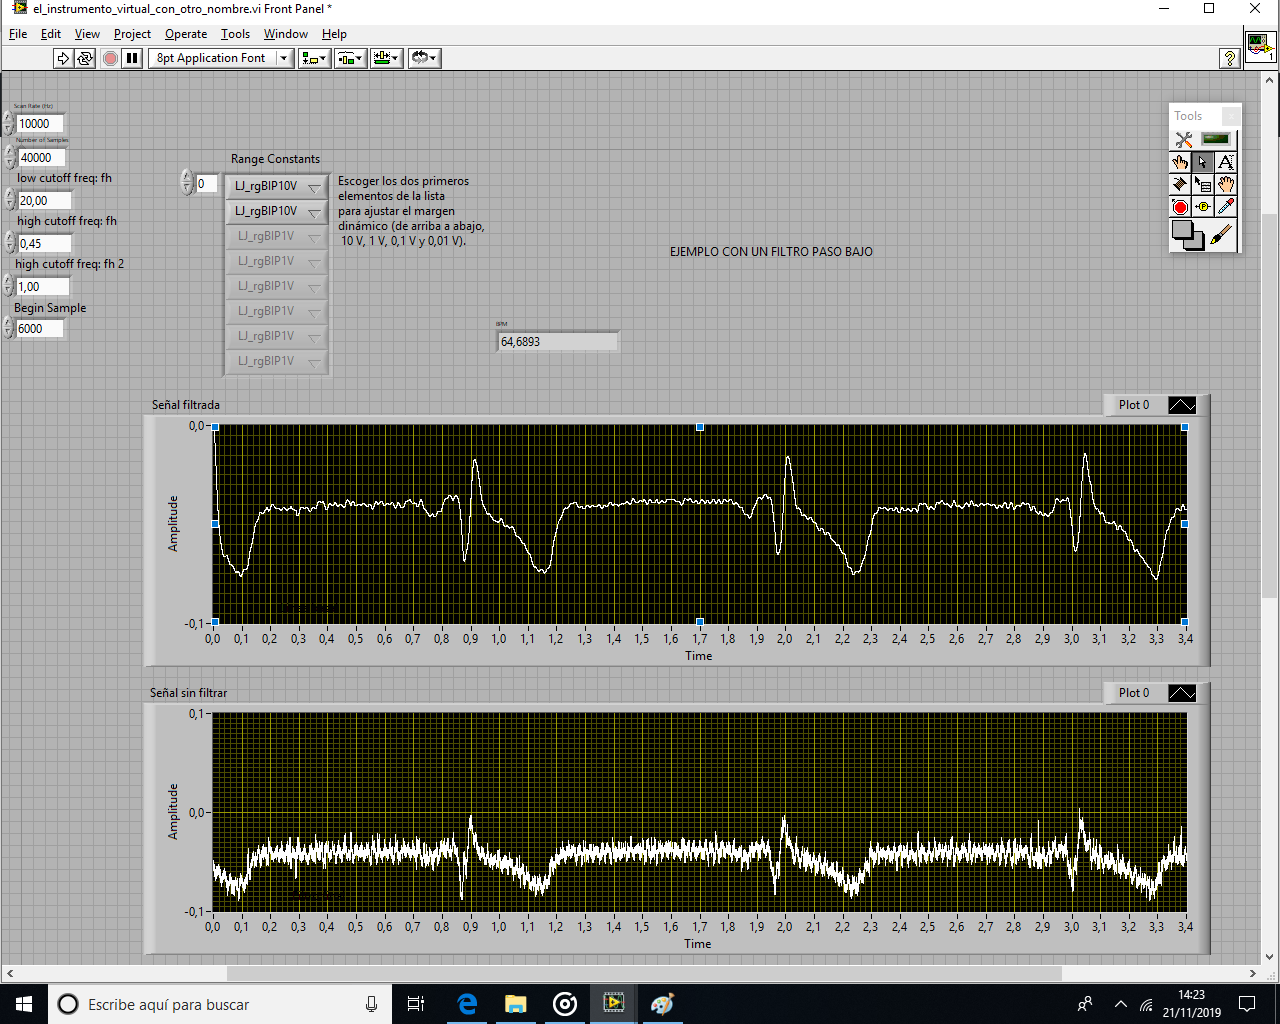 el_instrumento_virtual_con_otro_nombre.vi Front Panel *
File Edit View Project Operate Tools Window Help
8pt Application Font
1
Scan Rate (Hz)
10000
Number of Samples
40000
low cutoff freq: fh
20,00
high cutoff freq: fh
0,45
high cutoff freq: fh 2
1,00
Begin Sample
6000
Range Constants
0
LJ_rgBIP10V
LJ_rgBIP10V
LJ_rgBIP1V
LJ_rgBIP1V
LJ_rgBIP1V
LJ_rgBIP1V
LJ_rgBIP1V
LJ_rgBIP1V
Escoger los dos primeros
elementos de la lista
para ajustar el margen
dinámico (de arriba a abajo,
10 V, 1 V, 0,1 V y 0,01 V).
EJEMPLO CON UN FILTRO PASO BAJO
BPM
64,6893
Tools
Señal filtrada
Plot 0
Amplitude
0,0
-0,1
0,0 0,1 0,2 0,3 0,4 0,5 0,6 0,7 0,8 0,9 1,0 1,1 1,2 1,3 1,4 1,5 1,6 1,7 1,8 1,9 2,0 2,1 2,2 2,3 2,4 2,5 2,6 2,7 2,8 2,9 3,0 3,1 3,2 3,3 3,4
Time
Señal sin filtrar
Plot 0
Amplitude
0,1
0,0
-0,1
0,0 0,1 0,2 0,3 0,4 0,5 0,6 0,7 0,8 0,9 1,0 1,1 1,2 1,3 1,4 1,5 1,6 1,7 1,8 1,9 2,0 2,1 2,2 2,3 2,4 2,5 2,6 2,7 2,8 2,9 3,0 3,1 3,2 3,3 3,4
Time
Escribe aquí para buscar
14:23
21/11/2019